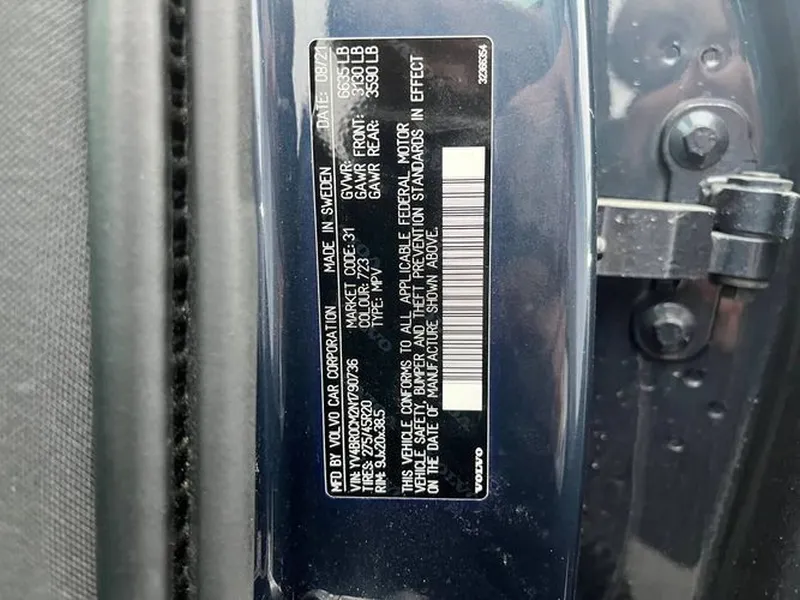 MFD BY VOLVO CAR CORPORATION MADE IN SWEDEN DATE: 08/21
VIN: YV4BR0CM2N1790736 MARKET CODE: 31 GVWR: 6635 LB
TIRES: 275/45R20 COLOUR: 723 GAWR FRONT: 3130 LB
RIM: 9Jx20x38.5 TYPE: MPV GAWR REAR: 3590 LB
THIS VEHICLE CONFORMS TO ALL APPLICABLE FEDERAL MOTOR
VEHICLE SAFETY, BUMPER AND THEFT PREVENTION STANDARDS IN EFFECT
ON THE DATE OF MANUFACTURE SHOWN ABOVE.
VOLVO 32366354